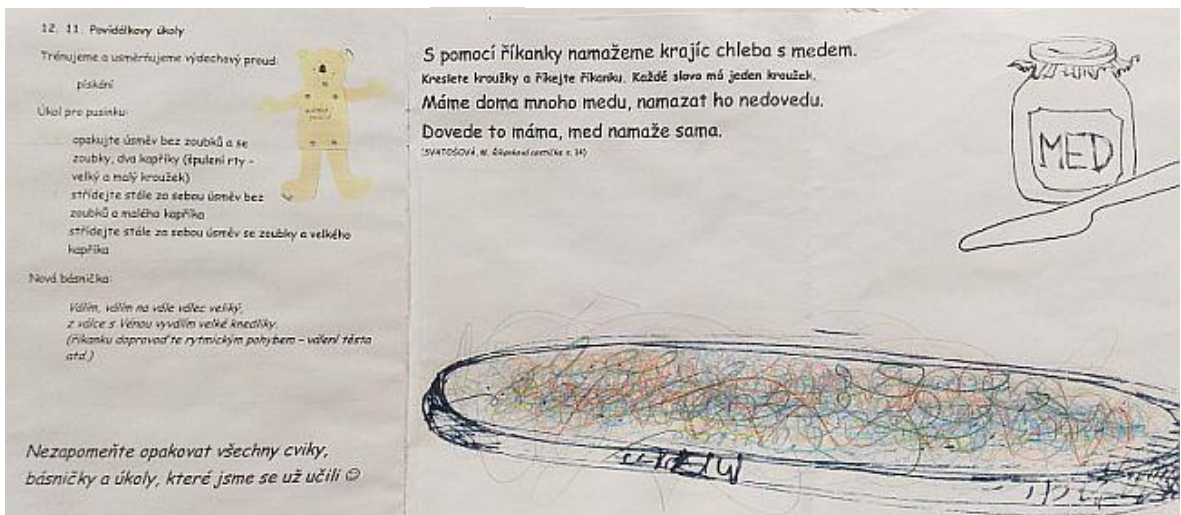 12. 11. Povídálkovy úkoly
Trénujeme a usměrňujeme výdechový proud:
pískání
Úkol pro pusinku:
opakujte úsměv bez zoubků a se
zoubky, dva kapříky (špulení rty -
velký a malý kroužek)
střídejte stále za sebou úsměv bez
zoubků a malého kapříka
střídejte stále za sebou úsměv se zoubky a velkého
kapříka
Nová básnička:
Válím, válím na vále válec veliký,
z válce s Vénou vyválím velké knedlíky.
(říkanku doprovoďte rytmickým pohybem - válení těsta
atd.)
Nezapomeňte opakovat všechny cviky,
básničky a úkoly, které jsme se už učili ☺
S pomocí říkanky namažeme krajíc chleba s medem.
Kreslete kroužky a říkejte říkanku. Každé slovo má jeden kroužek.
Máme doma mnoho medu, namazat ho nedovedu.
Dovede to máma, med namaže sama.
(SVATOŠOVÁ, M.
MED